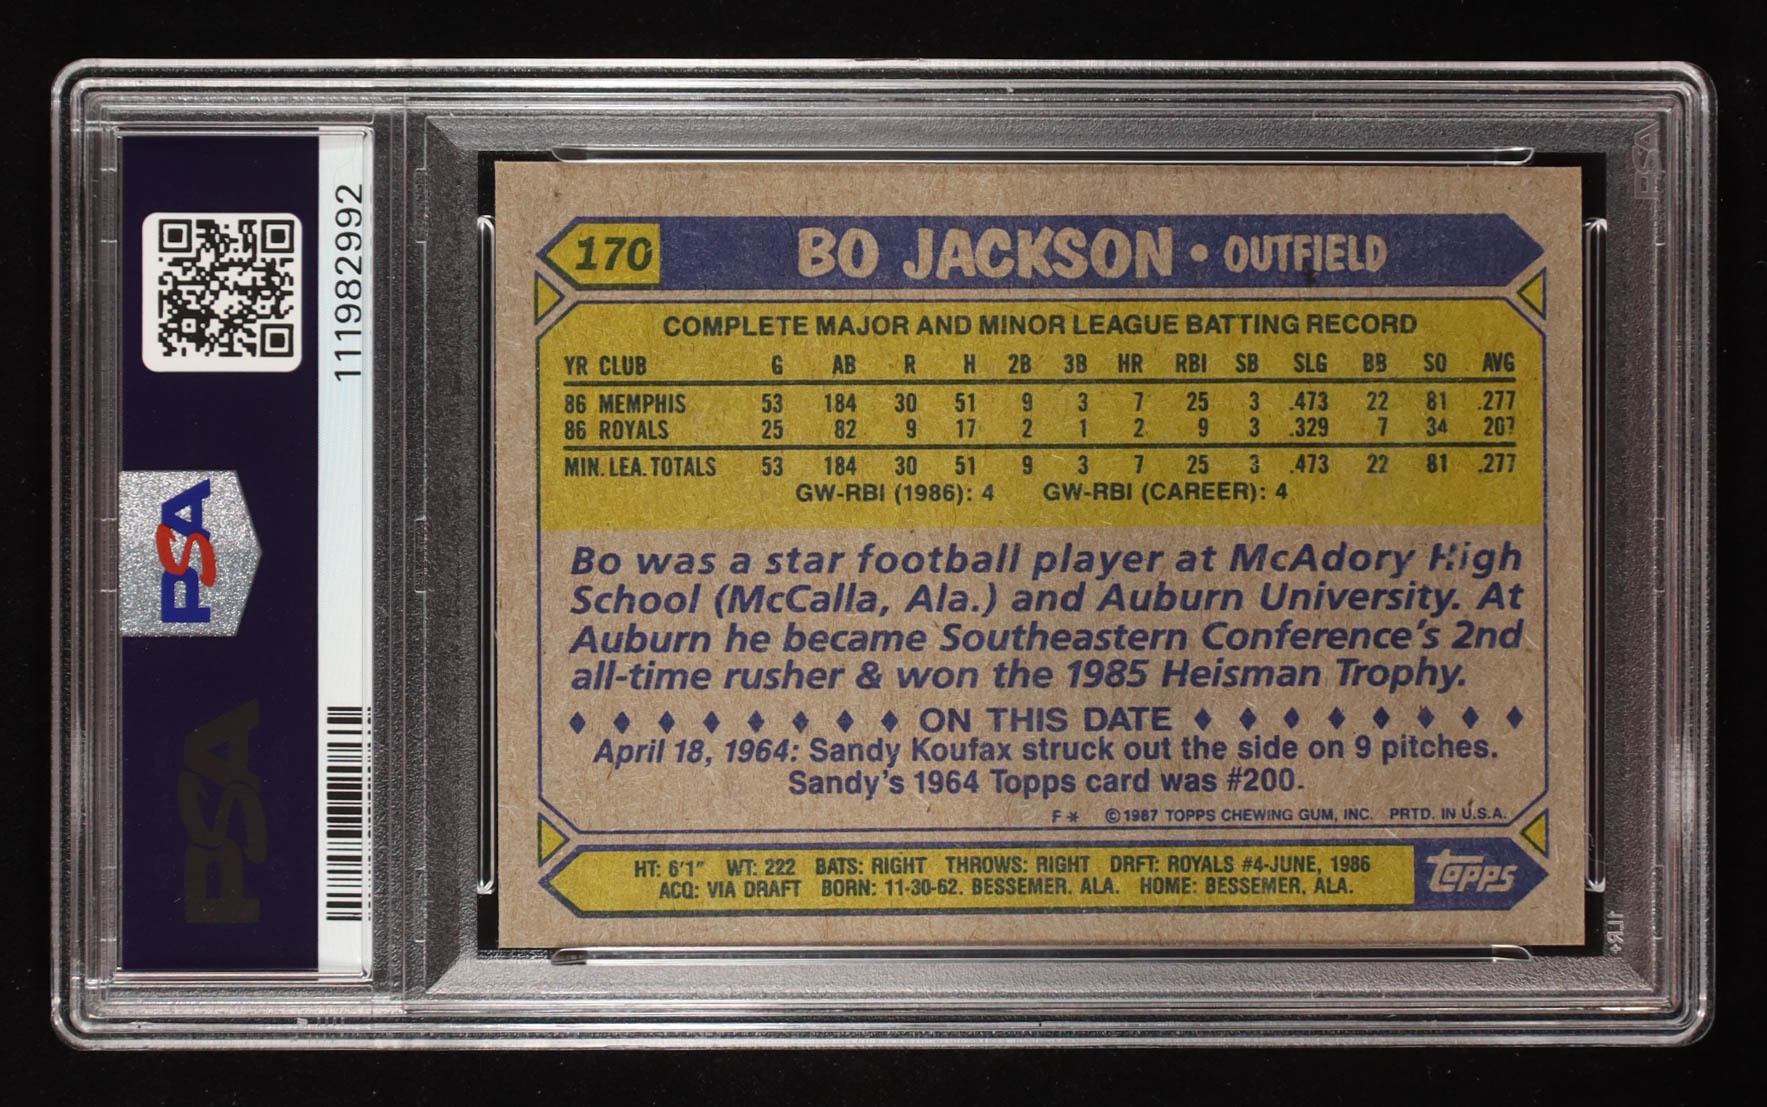 170
BO JACKSON • OUTFIELD
COMPLETE MAJOR AND MINOR LEAGUE BATTING RECORD
YR CLUB G AB R H 2B 3B HR RBI SB SLG BB SO AVG
86 MEMPHIS 53 184 30 51 9 3 7 25 3 .473 22 81 .277
86 ROYALS 25 82 9 17 2 1 2 9 3 .329 7 34 .207
MIN. LEA. TOTALS 53 184 30 51 9 3 7 25 3 .473 22 81 .277
GW-RBI (1986): 4 GW-RBI (CAREER): 4
Bo was a star football player at McAdory High
School (McCalla, Ala.) and Auburn University. At
Auburn he became Southeastern Conference's 2nd
all-time rusher & won the 1985 Heisman Trophy.
♦ ♦ ♦ ♦ ♦ ♦ ♦ ♦ ON THIS DATE ♦ ♦ ♦ ♦ ♦ ♦ ♦ ♦
April 18, 1964: Sandy Koufax struck out the side on 9 pitches.
Sandy's 1964 Topps card was #200.
F * © 1987 TOPPS CHEWING GUM, INC. PRTD. IN U.S.A.
HT: 6'1" WT: 222 BATS: RIGHT THROWS: RIGHT DRFT: ROYALS #4-JUNE, 1986
ACQ: VIA DRAFT BORN: 11-30-62, BESSEMER, ALA. HOME: BESSEMER, ALA.
topps
111982992
PSA
PSA
PSA